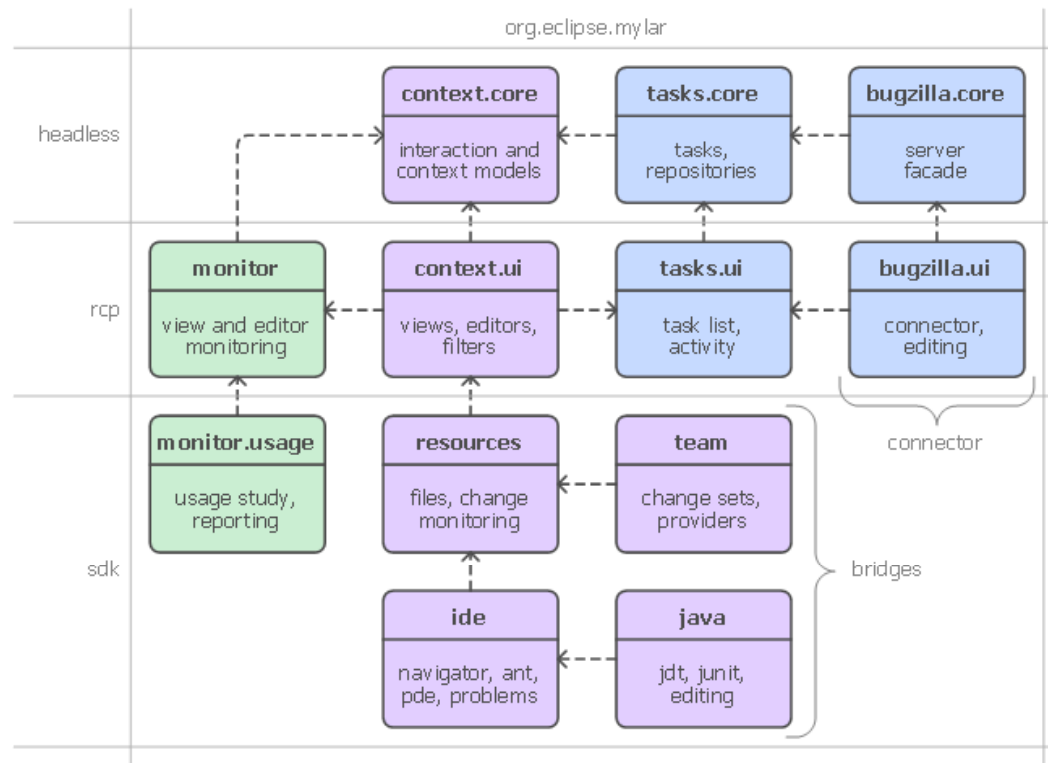 org.eclipse.mylar
headless
context.core
interaction and
context models
tasks.core
tasks,
repositories
bugzilla.core
server
facade
rcp
monitor
view and editor
monitoring
context.ui
views, editors,
filters
tasks.ui
task list,
activity
bugzilla.ui
connector,
editing
connector
sdk
monitor.usage
usage study,
reporting
resources
files, change
monitoring
team
change sets,
providers
ide
navigator, ant,
pde, problems
java
jdt, junit,
editing
bridges